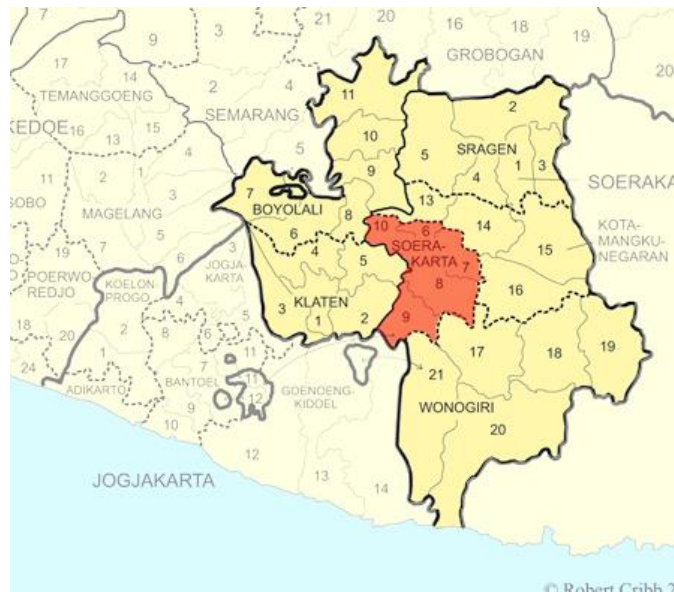 21 20 16 18 19
7 9 3 GROBOGAN
17 14 2 4 20
TEMANGGOENG SEMARANG 11 2
KEDOE 16 13 15 5 10 SRAGEN
4 9 5 4 1 3
11 2 1 7 13 SOERAKA
SOBO MAGELANG 3 BOYOLALI 8 10 6 14 KOTA-
5 6 SOERA- 15 MANGKU-
19 7 3 4 KARTA NEGARAN
POERWO 6 JOGJA- 5 7
REDJO KOELON KARTA 8 16
PROGO 4 KLATEN
18 20 2 8 5 3 1 2 9 17 18 19
24 1 6 11 21
ADIKARTO 7 BANTOEL 11 GOENOENG WONOGIRI
9 12 KIDOEL 20
10 12
13 14
JOGJAKARTA
© Robert Cribb 2